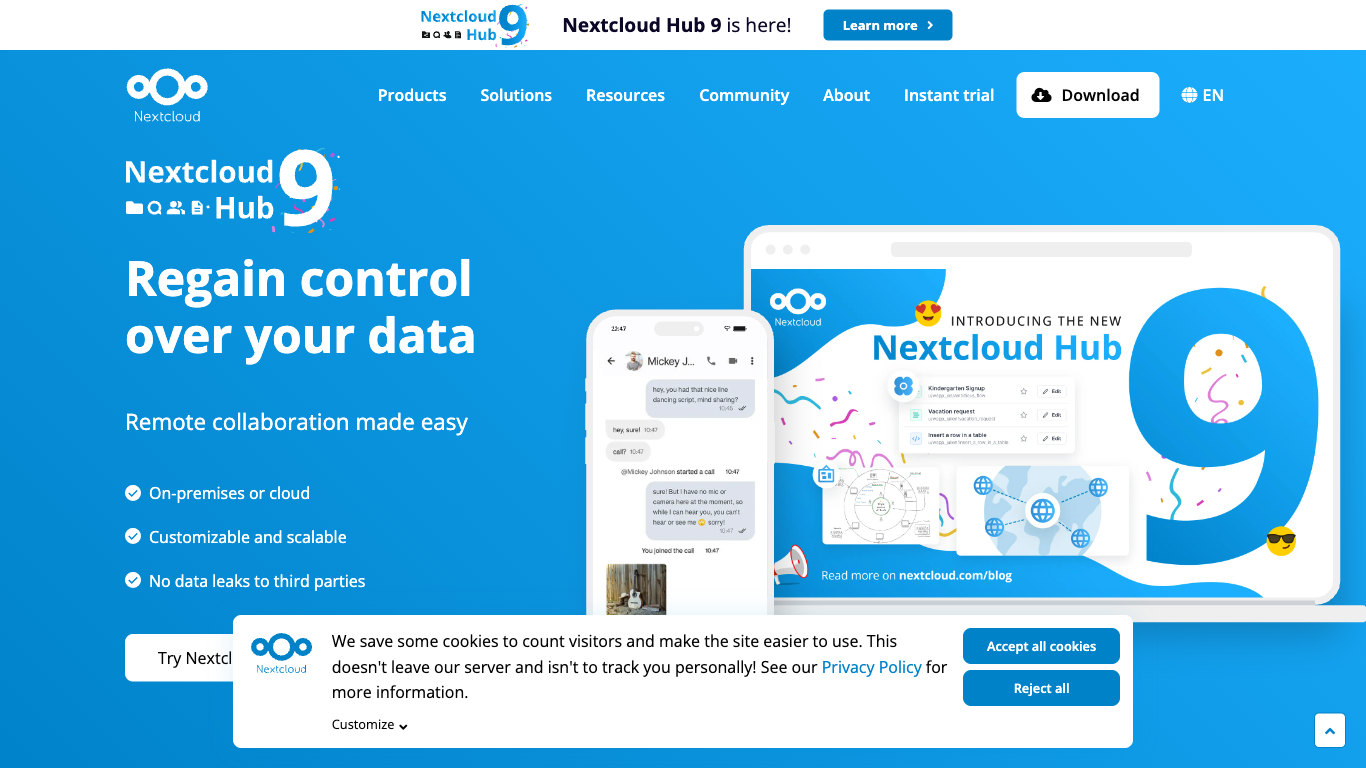 Nextcloud
Hub 9
Nextcloud Hub 9 is here!
Learn more
Nextcloud
Products
Solutions
Resources
Community
About
Instant trial
Download
EN
Nextcloud
Hub 9
Regain control
over your data
Remote collaboration made easy
On-premises or cloud
Customizable and scalable
No data leaks to third parties
Try Nextcl
22:47
Mickey J...
hey, you had that nice line
dancing script, mind sharing?
10:45
hey, sure! 10:47
call? 10:47
@Mickey Johnson started a call 10:47
sure! But I have no mic or
camera here at the moment, so
while I can hear you, you can't
hear or see me 🙄 sorry!
10:47
You joined the call 10:47
Nextcloud
INTRODUCING THE NEW
Nextcloud Hub
9
Kindergarten Signup
Edit
Vacation request
Edit
Insert a row in a table
Edit
Read more on nextcloud.com/blog
Nextcloud
We save some cookies to count visitors and make the site easier to use. This
doesn't leave our server and isn't to track you personally! See our Privacy Policy for
more information.
Customize
Accept all cookies
Reject all